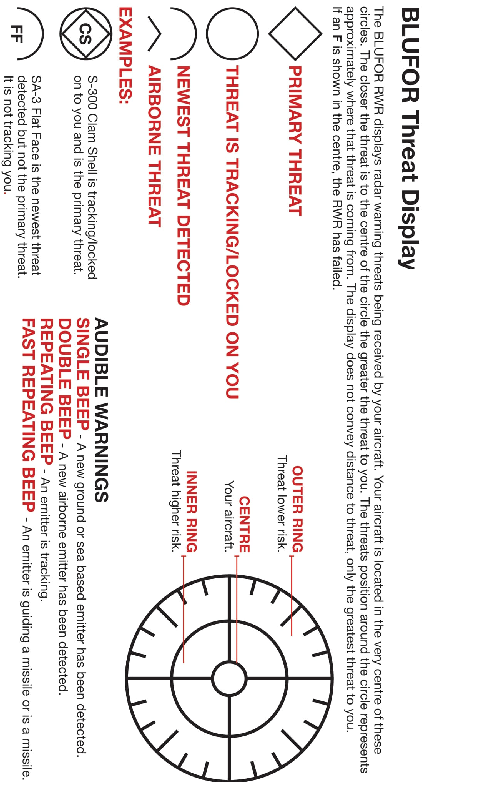 BLUFOR Threat Display
The BLUFOR RWR displays radar warning threats being received by your aircraft. Your aircraft is located in the very centre of these
circles. The closer the threat is to the centre of the circle the greater the threat to you. The threats position around the circle represents
approximately where that threat is coming from. The display does not convey distance to threat, only the greatest threat to you.
If an F is shown in the centre, the RWR has failed.
PRIMARY THREAT
THREAT IS TRACKING/LOCKED ON YOU
NEWEST THREAT DETECTED
AIRBORNE THREAT
EXAMPLES:
CS
S-300 Clam Shell is tracking/locked
on to you and is the primary threat.
FF
SA-3 Flat Face is the newest threat
detected but not the primary threat.
It is not tracking you.
OUTER RING
Threat lower risk.
CENTRE
Your aircraft.
INNER RING
Threat higher risk.
AUDIBLE WARNINGS
SINGLE BEEP - A new ground or sea based emitter has been detected.
DOUBLE BEEP - A new airborne emitter has been detected.
REPEATING BEEP - An emitter is tracking.
FAST REPEATING BEEP - An emitter is guiding a missile or is a missile.